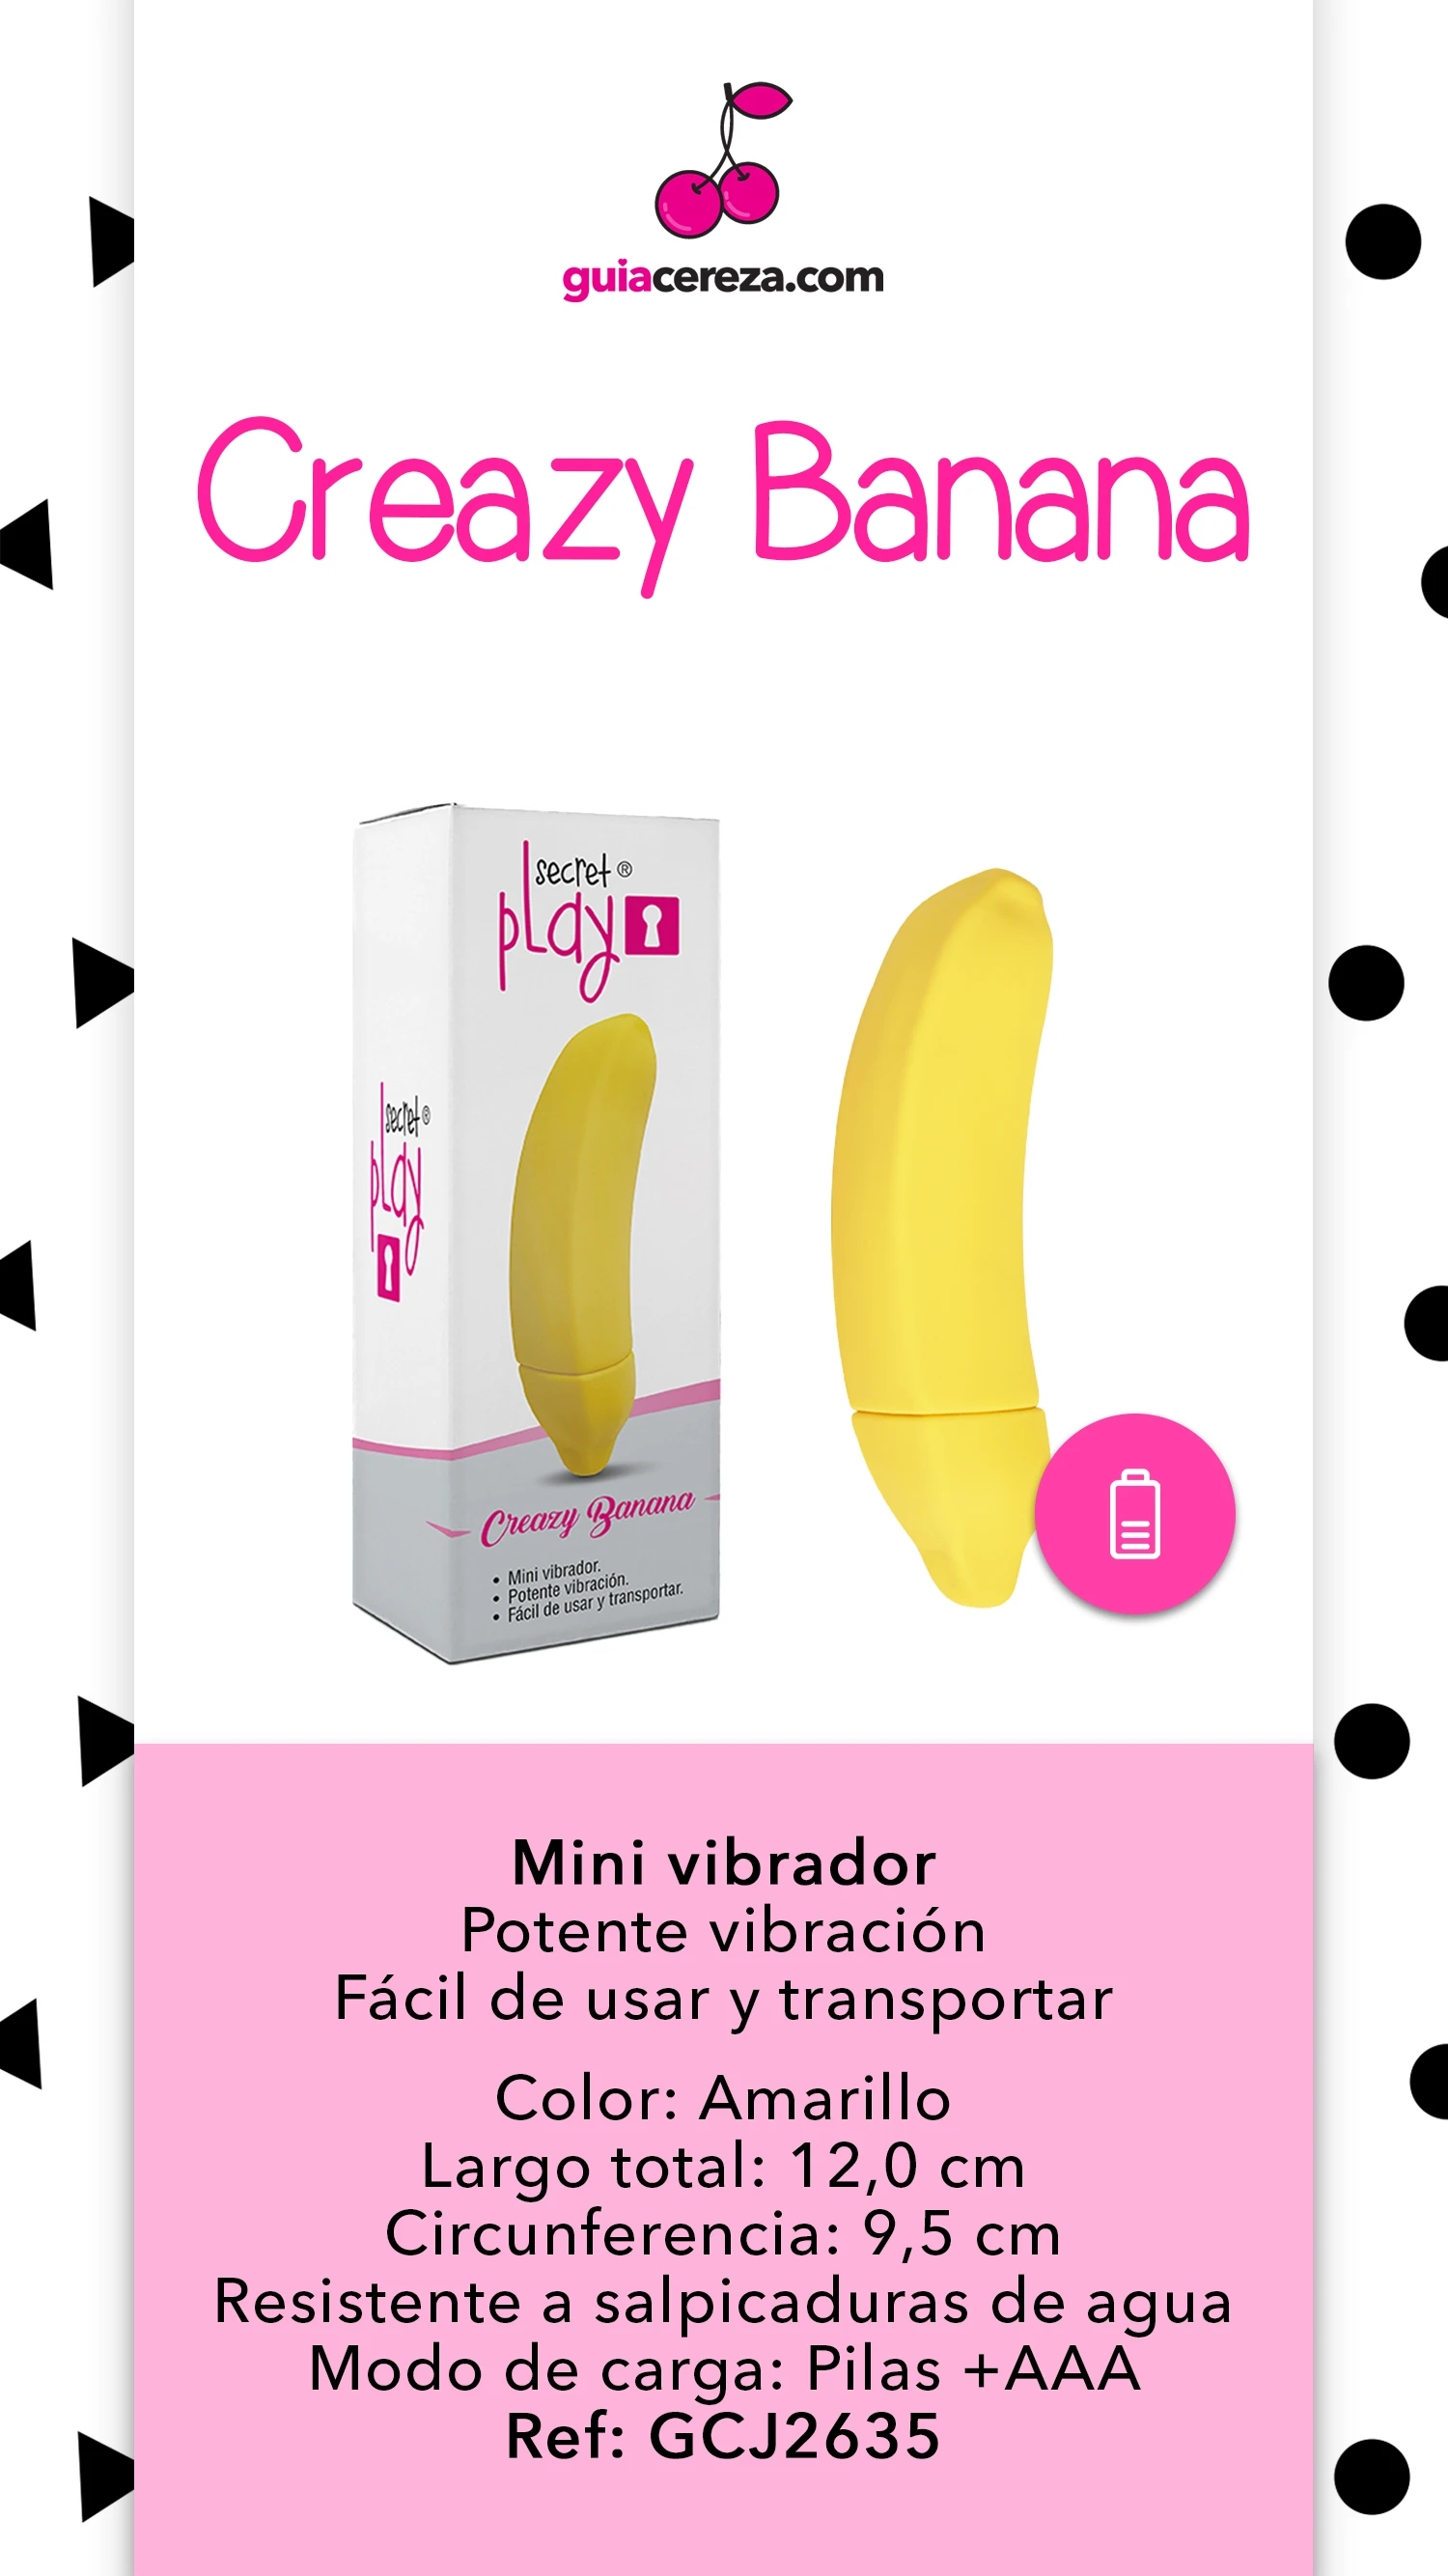 guiacereza.com
Creazy Banana
secret ®
play
secret ®
play
Creazy Banana
• Mini vibrador.
• Potente vibración.
• Fácil de usar y transportar.
Mini vibrador
Potente vibración
Fácil de usar y transportar
Color: Amarillo
Largo total: 12,0 cm
Circunferencia: 9,5 cm
Resistente a salpicaduras de agua
Modo de carga: Pilas +AAA
Ref: GCJ2635